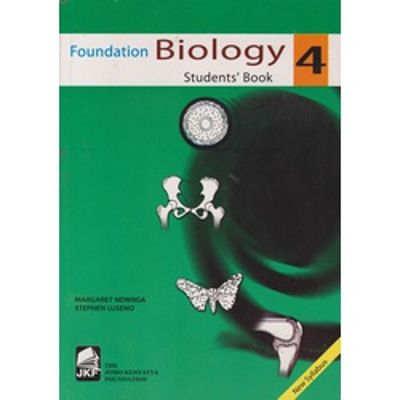 Foundation Biology 4
Students' Book
MARGARET NDWIGA
STEPHEN LUSENO
JKF
THE
JOMO KENYATTA
FOUNDATION
New Syllabus